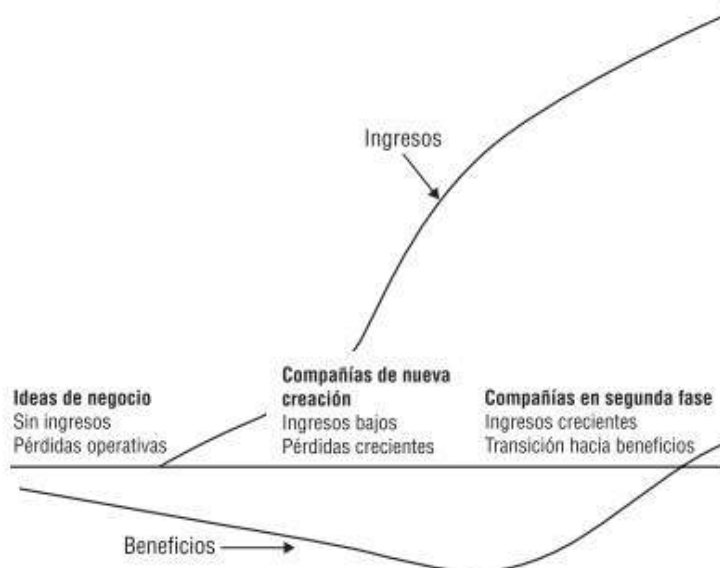 Ingresos
Ideas de negocio
Sin ingresos
Pérdidas operativas
Compañías de nueva
creación
Ingresos bajos
Pérdidas crecientes
Compañías en segunda fase
Ingresos crecientes
Transición hacia beneficios
Beneficios